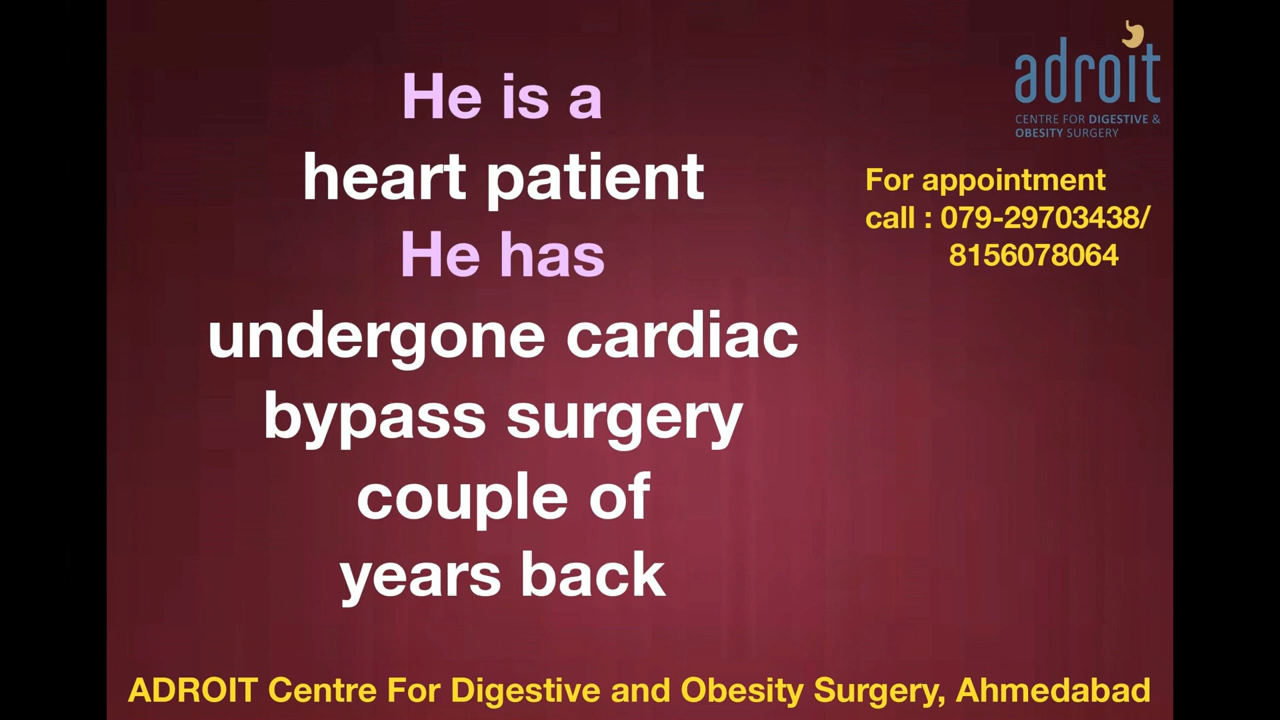 He is a
heart patient
He has
undergone cardiac
bypass surgery
couple of
years back
adroit
CENTRE FOR DIGESTIVE &
OBESITY SURGERY
For appointment
call : 079-29703438/
8156078064
ADROIT Centre For Digestive and Obesity Surgery, Ahmedabad